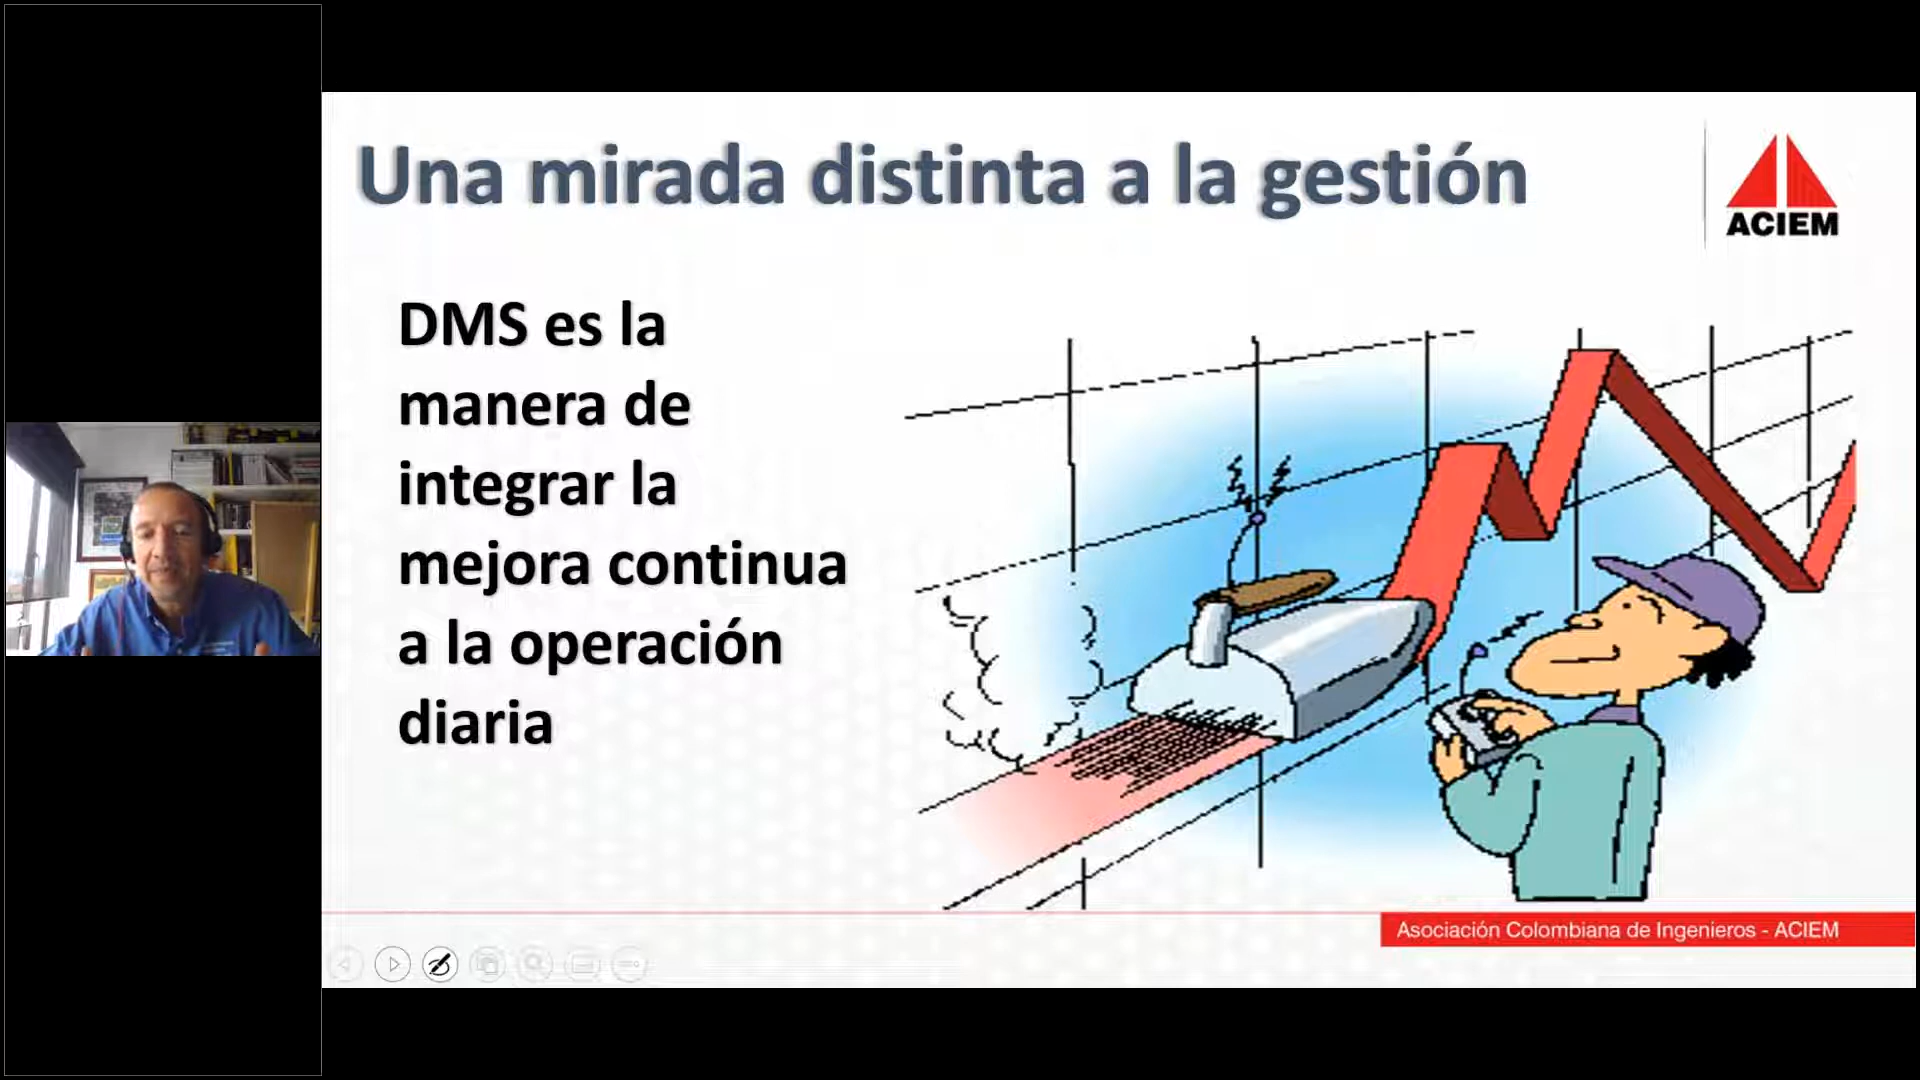 Una mirada distinta a la gestión
ACIEM
DMS es la
manera de
integrar la
mejora continua
a la operación
diaria
Asociación Colombiana de Ingenieros - ACIEM